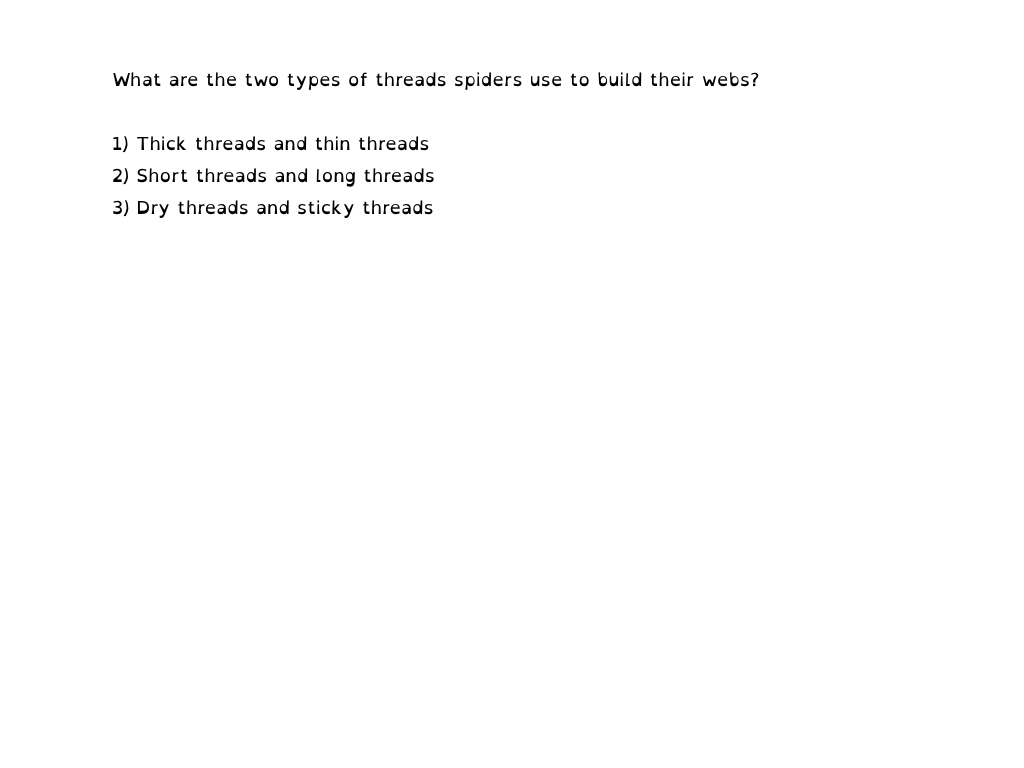 What are the two types of threads spiders use to build their webs?
1) Thick threads and thin threads
2) Short threads and long threads
3) Dry threads and sticky threads